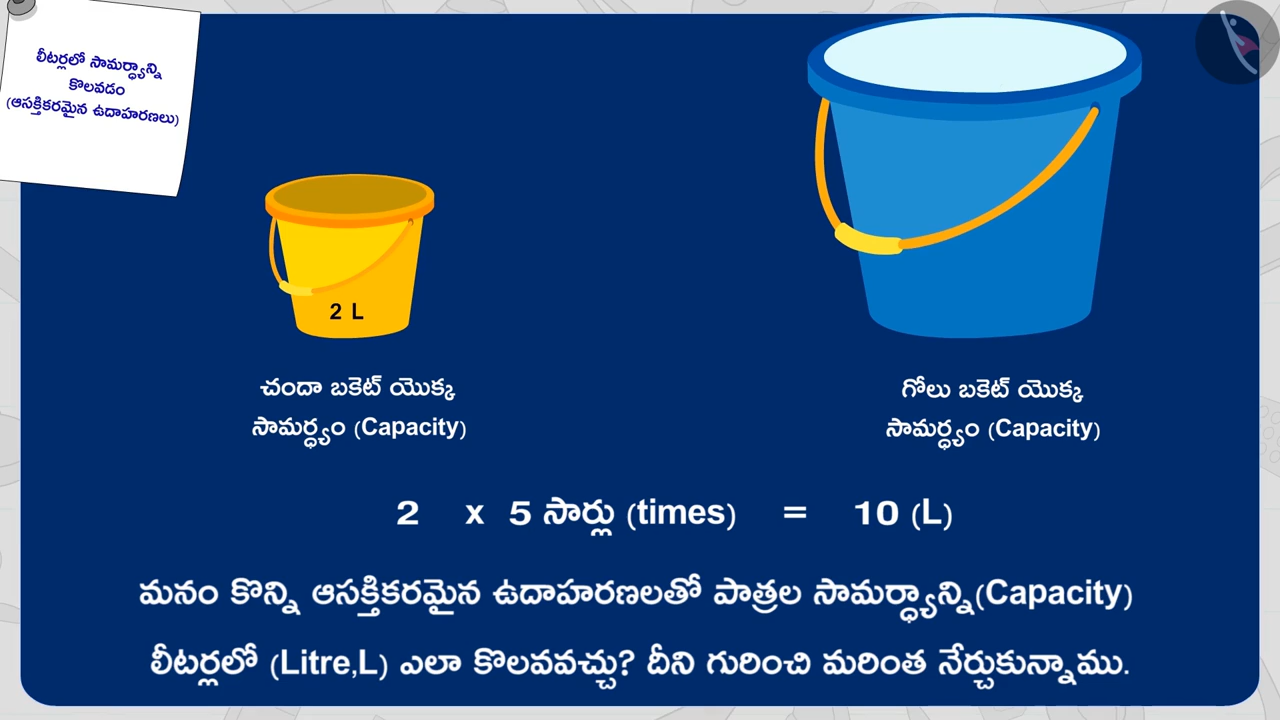 లీటర్లలో సామర్థ్యాన్ని
కొలవడం
(ఆసక్తికరమైన ఉదాహరణలు)
2 L
చందా బకెట్ యొక్క
సామర్థ్యం (Capacity)
గోలు బకెట్ యొక్క
సామర్థ్యం (Capacity)
2 x 5 సార్లు (times) = 10 (L)
మనం కొన్ని ఆసక్తికరమైన ఉదాహరణలతో పాత్రల సామర్థ్యాన్ని(Capacity)
లీటర్లలో (Litre,L) ఎలా కొలవవచ్చు? దీని గురించి మరింత నేర్చుకున్నాము.